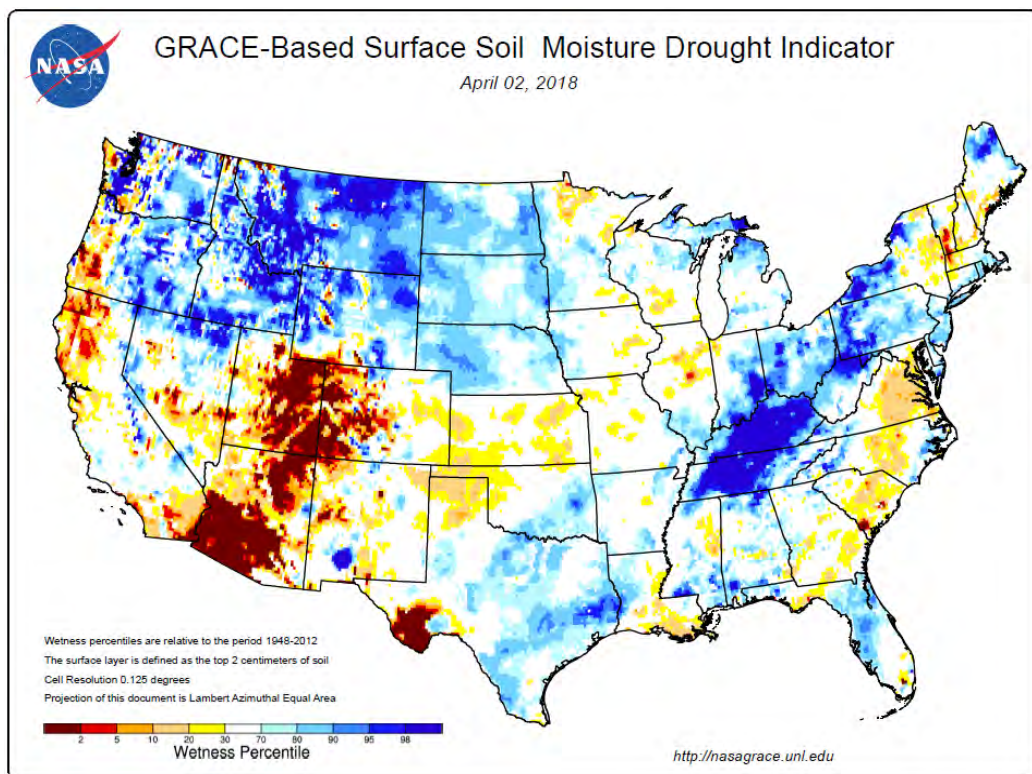 NASA
GRACE-Based Surface Soil Moisture Drought Indicator
April 02, 2018
Wetness percentiles are relative to the period 1948-2012
The surface layer is defined as the top 2 centimeters of soil
Cell Resolution 0.125 degrees
Projection of this document is Lambert Azimuthal Equal Area
2 5 10 20 30 70 80 90 95 98
Wetness Percentile
http://nasagrace.unl.edu